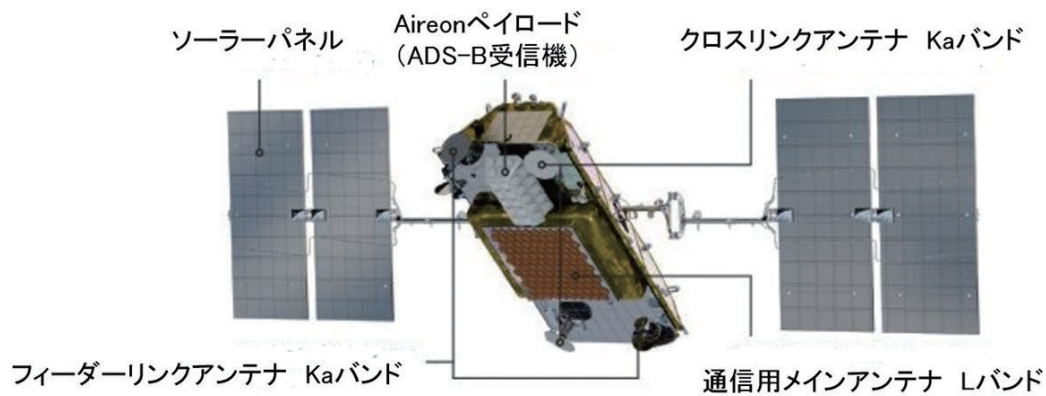 ソーラーパネル
Aireonペイロード
(ADS-B受信機)
クロスリンクアンテナ Kaバンド
フィーダーリンクアンテナ Kaバンド
通信用メインアンテナ Lバンド